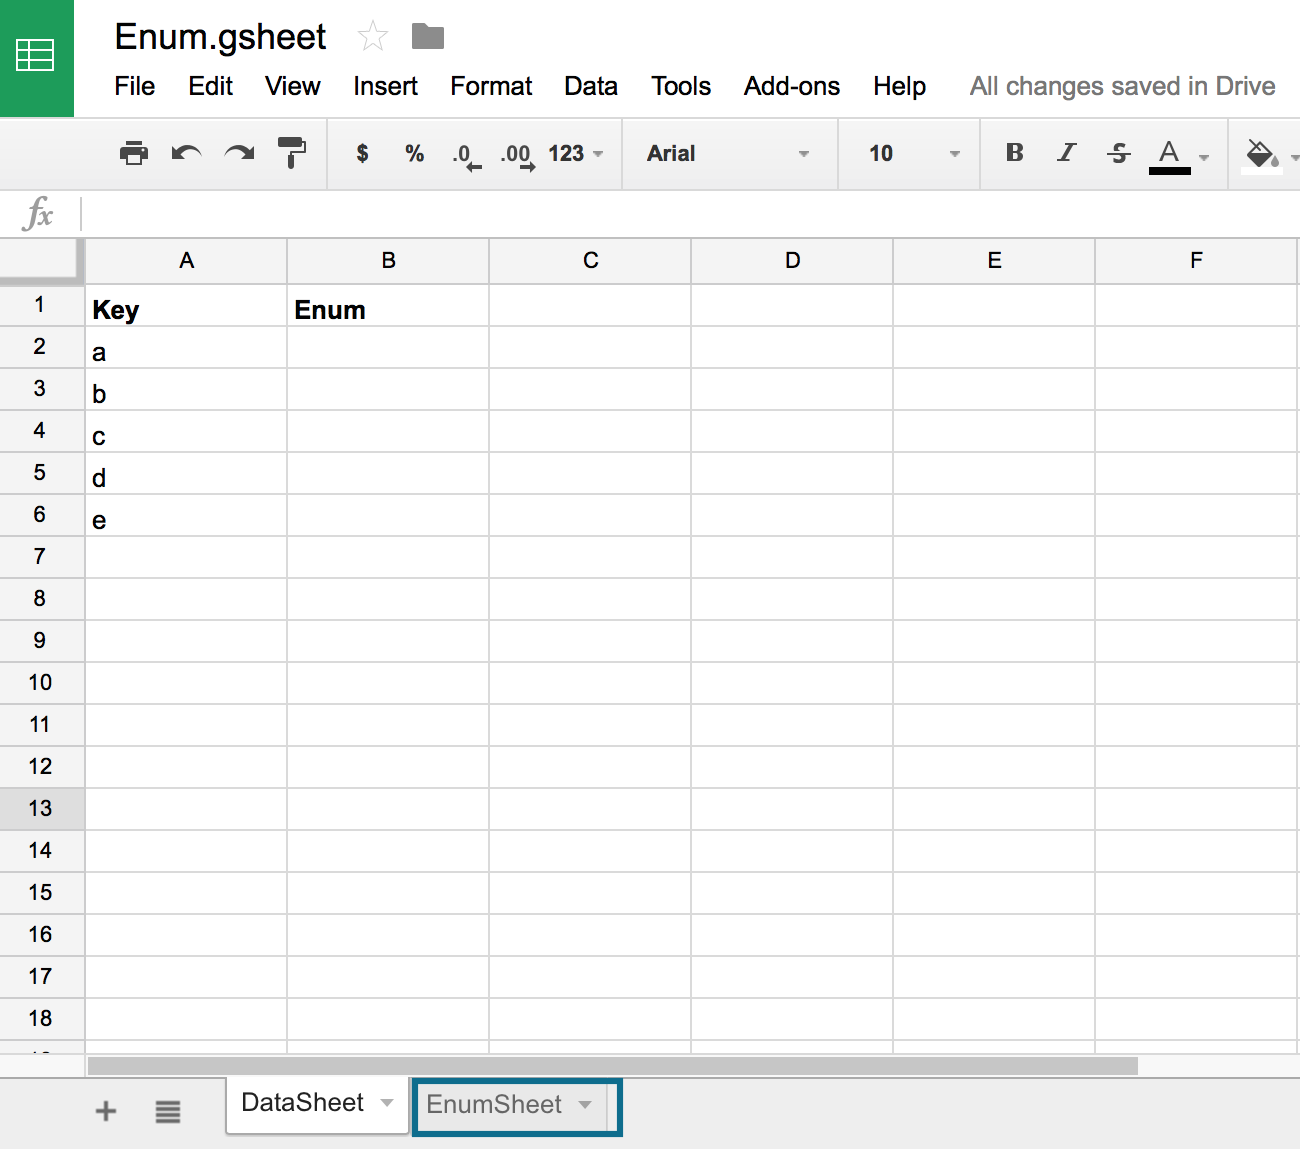 Enum.gsheet
File Edit View Insert Format Data Tools Add-ons Help All changes saved in Drive
$ % .0 .00 123 Arial 10 B I S A
fx
A B C D E F
1 Key Enum
2 a
3 b
4 c
5 d
6 e
7
8
9
10
11
12
13
14
15
16
17
18
DataSheet EnumSheet